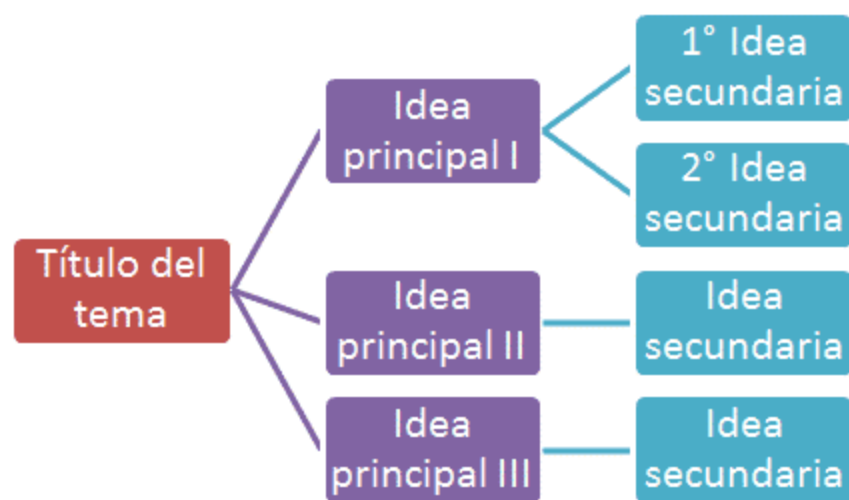 Título del
tema
Idea
principal I
1° Idea
secundaria
2° Idea
secundaria
Idea
principal II
Idea
secundaria
Idea
principal III
Idea
secundaria